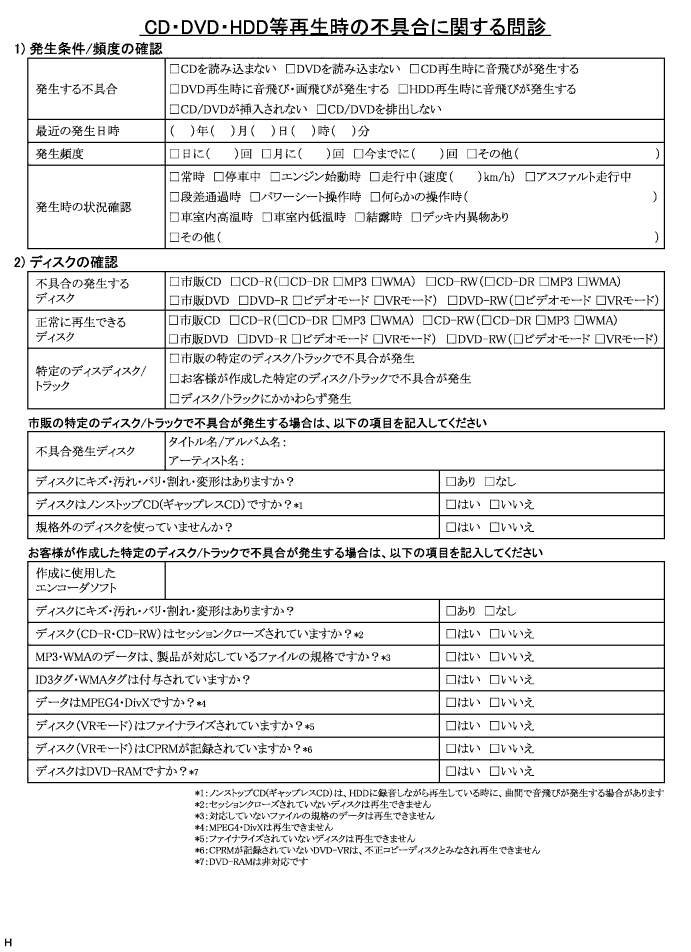 CD・DVD・HDD等再生時の不具合に関する問診
1) 発生条件/頻度の確認
発生する不具合
□CDを読み込まない □DVDを読み込まない □CD再生時に音飛びが発生する
□DVD再生時に音飛び・画飛びが発生する □HDD再生時に音飛びが発生する
□CD/DVDが挿入されない □CD/DVDを排出しない
最近の発生日時
( )年( )月( )日( )時( )分
発生頻度
□日に( )回 □月に( )回 □今までに( )回 □その他( )
発生時の状況確認
□常時 □停車中 □エンジン始動時 □走行中(速度( )km/h) □アスファルト走行中
□段差通過時 □パワーシート操作時 □何らかの操作時( )
□車室内高温時 □車室内低温時 □結露時 □デッキ内異物あり
□その他( )
2) ディスクの確認
不具合の発生する
ディスク
□市販CD □CD-R(□CD-DR □MP3 □WMA) □CD-RW(□CD-DR □MP3 □WMA)
□市販DVD □DVD-R □ビデオモード □VRモード) □DVD-RW(□ビデオモード □VRモード)
正常に再生できる
ディスク
□市販CD □CD-R(□CD-DR □MP3 □WMA) □CD-RW(□CD-DR □MP3 □WMA)
□市販DVD □DVD-R □ビデオモード □VRモード) □DVD-RW(□ビデオモード □VRモード)
特定のディスディスク/
トラック
□市販の特定のディスク/トラックで不具合が発生
□お客様が作成した特定のディスク/トラックで不具合が発生
□ディスク/トラックにかかわらず発生
市販の特定のディスク/トラックで不具合が発生する場合は、以下の項目を記入してください
不具合発生ディスク
タイトル名/アルバム名:
アーティスト名:
ディスクにキズ・汚れ・バリ・割れ・変形はありますか? □あり □なし
ディスクはノンストップCD(ギャップレスCD)ですか?*1 □はい □いいえ
規格外のディスクを使っていませんか? □はい □いいえ
お客様が作成した特定のディスク/トラックで不具合が発生する場合は、以下の項目を記入してください
作成に使用した
エンコーダソフト
ディスクにキズ・汚れ・バリ・割れ・変形はありますか? □あり □なし
ディスク(CD-R・CD-RW)はセッションクローズされていますか?*2 □はい □いいえ
MP3・WMAのデータは、製品が対応しているファイルの規格ですか?*3 □はい □いいえ
ID3タグ・WMAタグは付与されていますか? □はい □いいえ
データはMPEG4・DivXですか?*4 □はい □いいえ
ディスク(VRモード)はファイナライズされていますか?*5 □はい □いいえ
ディスク(VRモード)はCPRMが記録されていますか?*6 □はい □いいえ
ディスクはDVD-RAMですか?*7 □はい □いいえ
*1:ノンストップCD(ギャップレスCD)は、HDDに録音しながら再生している時に、曲間で音飛びが発生する場合があります
*2:セッションクローズされていないディスクは再生できません
*3:対応していないファイルの規格のデータは再生できません
*4:MPEG4・DivXは再生できません
*5:ファイナライズされていないディスクは再生できません
*6:CPRMが記録されていないDVD-VRは、不正コピーディスクとみなされ再生できません
*7:DVD-RAMは非対応です
H